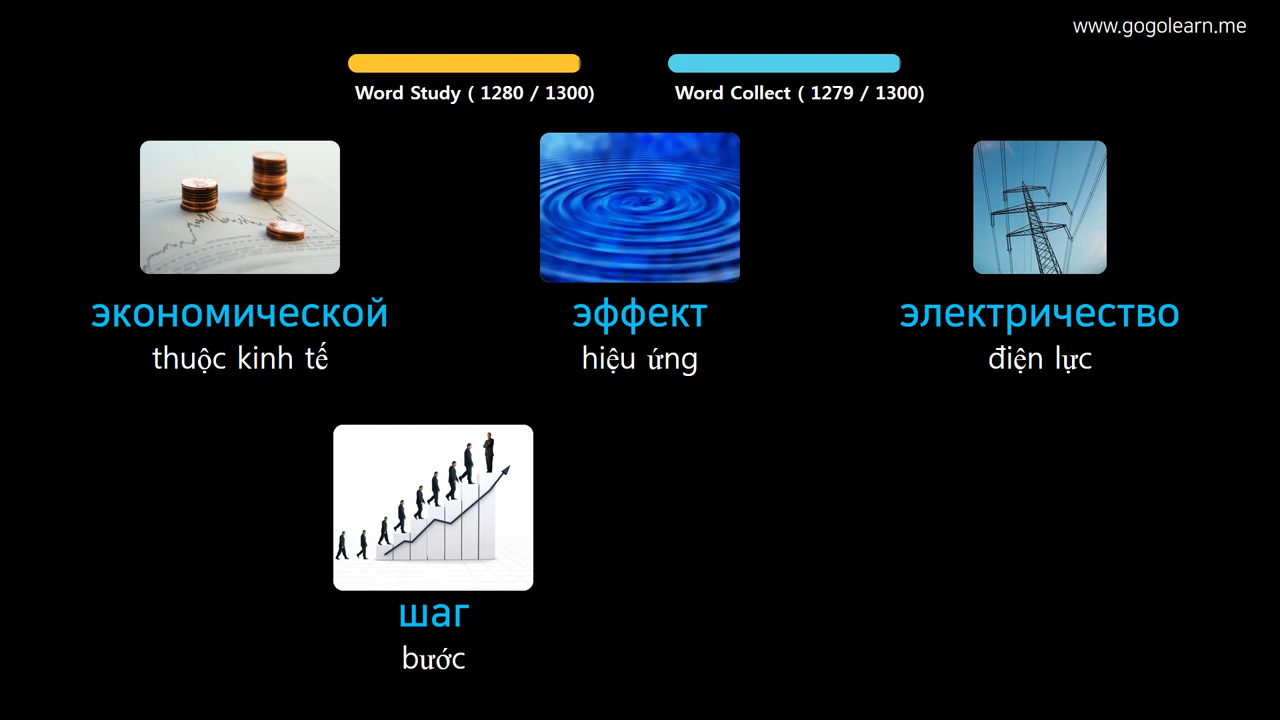 www.gogolearn.me
Word Study ( 1280 / 1300)
Word Collect ( 1279 / 1300)
экономической
эффект
электричество
thuộc kinh tế
hiệu ứng
điện lực
шаг
bước